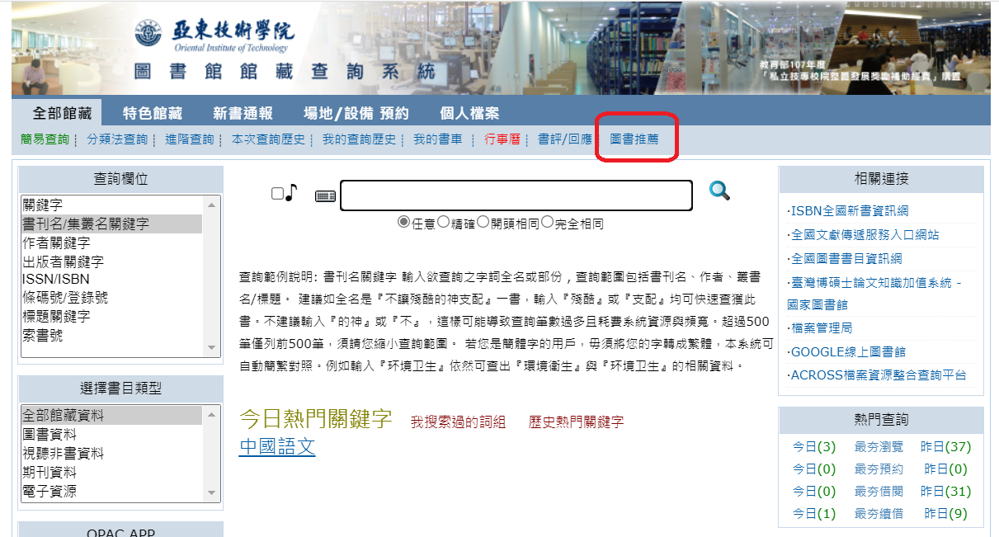 亞東技術學院
Oriental Institute of Technology
圖書館館藏查詢系統
教育部107年度
「私立技專校院整體發展獎勵補助經費」購置
全部館藏 特色館藏 新書通報 場地/設備 預約 個人檔案
簡易查詢 ¦ 分類法查詢 ¦ 進階查詢 ¦ 本次查詢歷史 ¦ 我的查詢歷史 ¦ 我的書車 ¦ 行事曆 ¦ 書評/回應 圖書推薦
查詢欄位
關鍵字
書刊名/集叢名關鍵字
作者關鍵字
出版者關鍵字
ISSN/ISBN
條碼號/登錄號
標題關鍵字
索書號
選擇書目類型
全部館藏資料
圖書資料
視聽非書資料
期刊資料
電子資源
OPAC APP
任意 精確 開頭相同 完全相同
查詢範例說明: 書刊名關鍵字 輸入欲查詢之字詞全名或部份 , 查詢範圍包括書刊名、作者、叢書
名/標題。 建議如全名是『不讓殘酷的神支配』一書，輸入『殘酷』或『支配』均可快速查獲此
書。不建議輸入『的神』或『不』，這樣可能導致查詢筆數過多且耗費系統資源與頻寬。超過500
筆僅列前500筆，須請您縮小查詢範圍。 若您是簡體字的用戶，毋須將您的字轉成繁體，本系統可
自動簡繁對照。例如輸入『环境卫生』依然可查出『環境衛生』與『环境卫生』的相關資料。
今日熱門關鍵字 我搜索過的詞組 歷史熱門關鍵字
中國語文
相關連接
·ISBN全國新書資訊網
·全國文獻傳遞服務入口網站
·全國圖書書目資訊網
·臺灣博碩士論文知識加值系統 -
國家圖書館
·檔案管理局
·GOOGLE線上圖書館
·ACROSS檔案資源整合查詢平台
熱門查詢
今日(3) 最夯瀏覽 昨日(37)
今日(0) 最夯預約 昨日(0)
今日(0) 最夯借閱 昨日(31)
今日(1) 最夯續借 昨日(9)